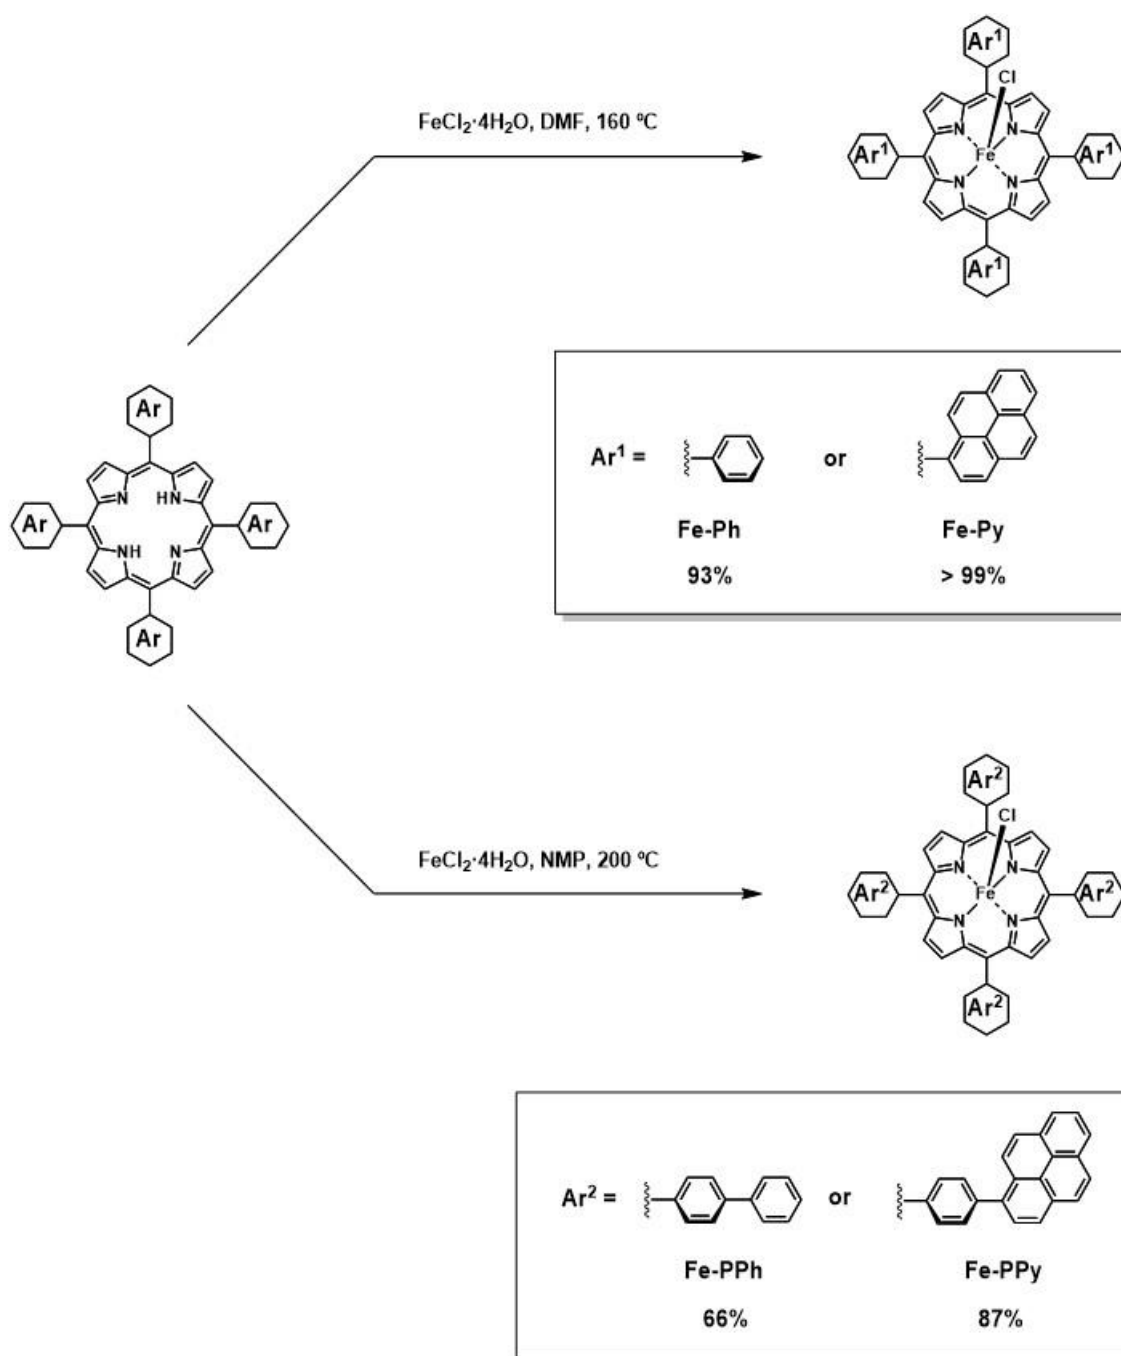 Ar¹
Cl
FeCl₂·4H₂O, DMF, 160 ºC
N N
Ar¹ Fe Ar¹
N N
Ar¹
Ar
Ar¹ = or
N HN
Ar Ar
Fe-Ph Fe-Py
NH N
93% > 99%
Ar
Ar²
Cl
FeCl₂·4H₂O, NMP, 200 ºC
N N
Ar² Fe Ar²
N N
Ar²
Ar² = or
Fe-PPh Fe-PPy
66% 87%